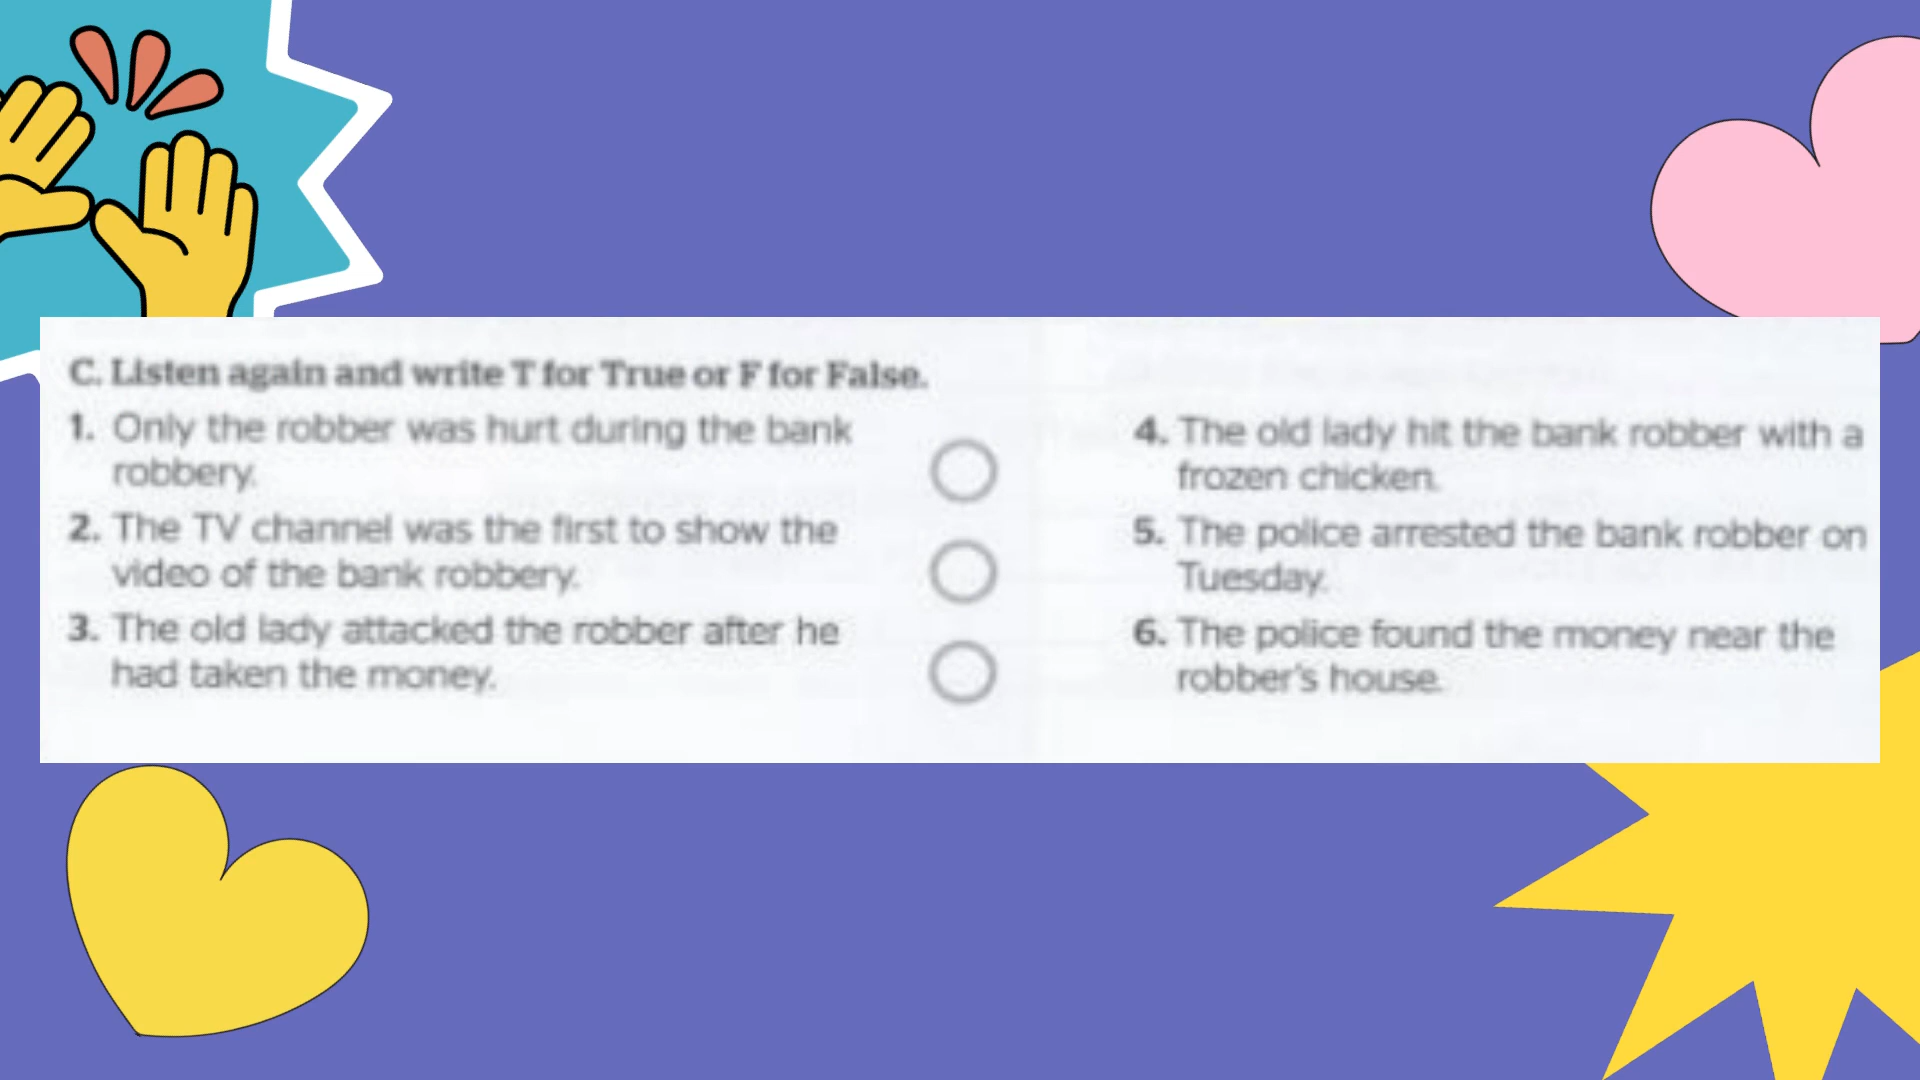 C. Listen again and write T for True or F for False.
1. Only the robber was hurt during the bank
robbery.
2. The TV channel was the first to show the
video of the bank robbery.
3. The old lady attacked the robber after he
had taken the money.
4. The old lady hit the bank robber with a
frozen chicken.
5. The police arrested the bank robber on
Tuesday.
6. The police found the money near the
robber's house.